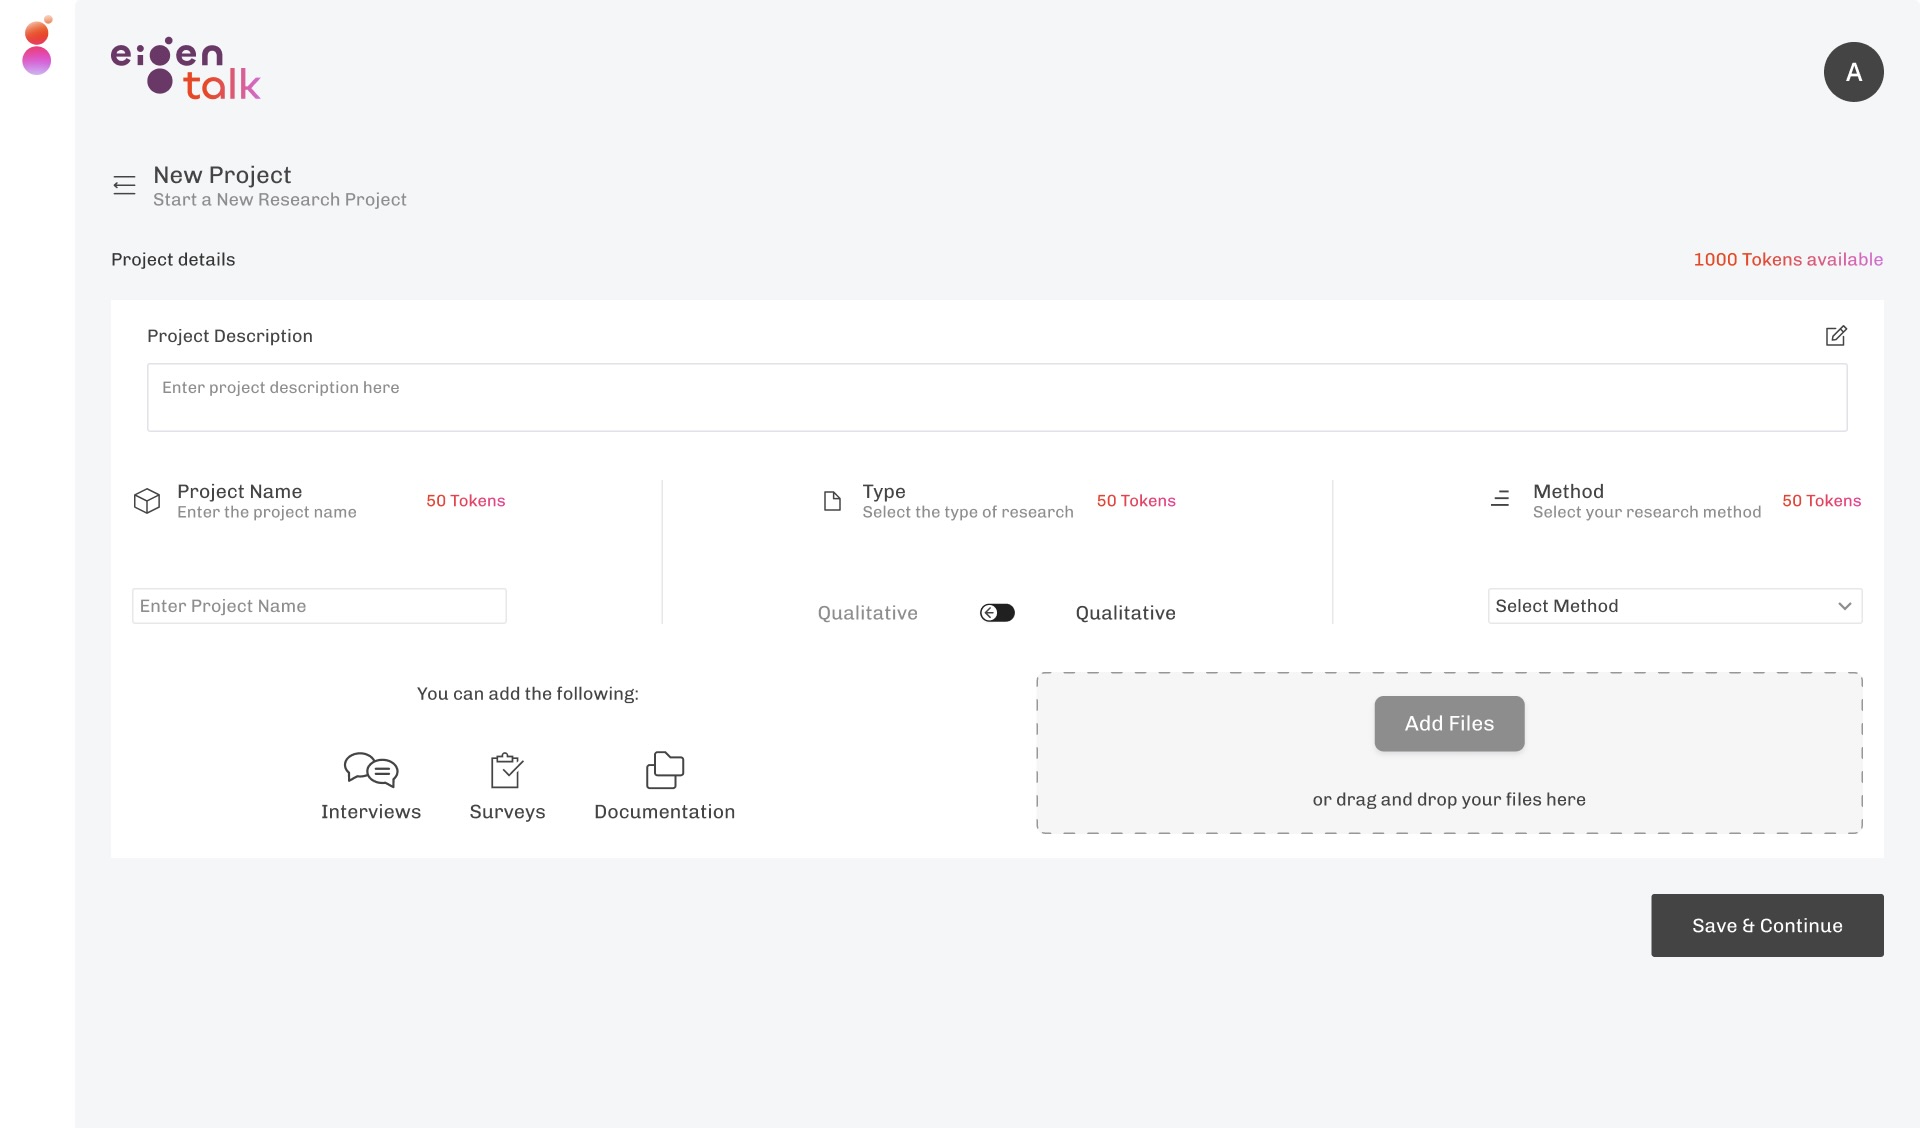 eigen
talk
A
New Project
Start a New Research Project
Project details
1000 Tokens available
Project Description
Enter project description here
Project Name
Enter the project name
50 Tokens
Type
Select the type of research
50 Tokens
Method
Select your research method
50 Tokens
Enter Project Name
Qualitative
Qualitative
Select Method
You can add the following:
Interviews
Surveys
Documentation
Add Files
or drag and drop your files here
Save & Continue